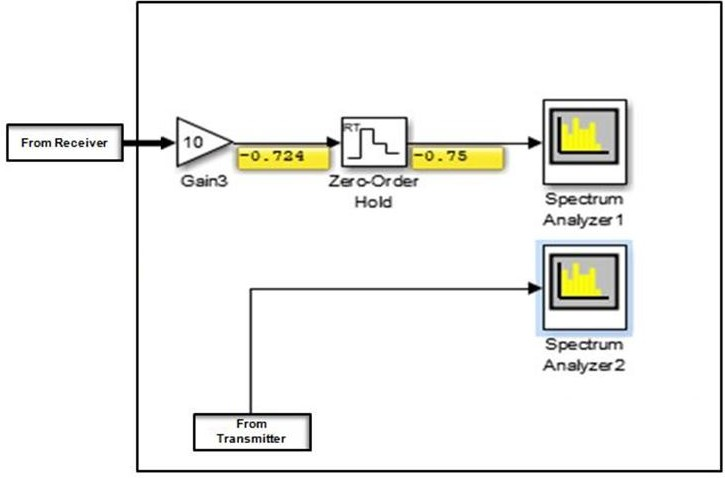 From Receiver
10
Gain3
-0.724
RT
Zero-Order
Hold
-0.75
Spectrum
Analyzer1
Spectrum
Analyzer2
From
Transmitter